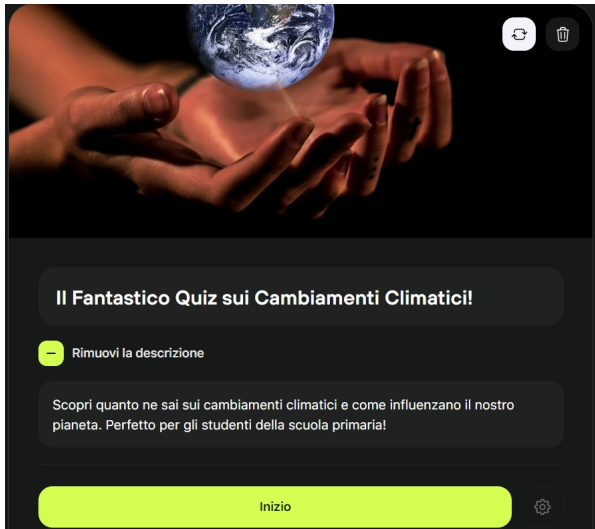 Il Fantastico Quiz sui Cambiamenti Climatici!
Rimuovi la descrizione
Scopri quanto ne sai sui cambiamenti climatici e come influenzano il nostro
pianeta. Perfetto per gli studenti della scuola primaria!
Inizio